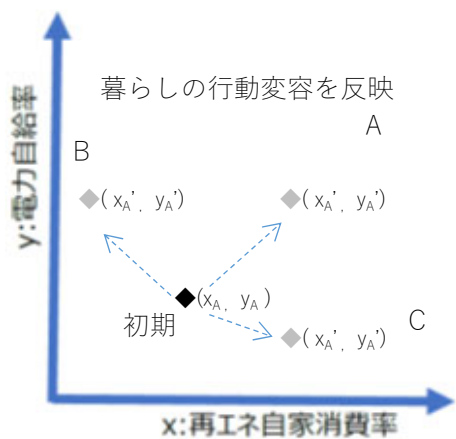 暮らしの行動変容を反映
A
B
(xA', yA')
(xA', yA')
(xA, yA)
初期
(xA', yA')
C
y:電力自給率
x:再エネ自家消費率